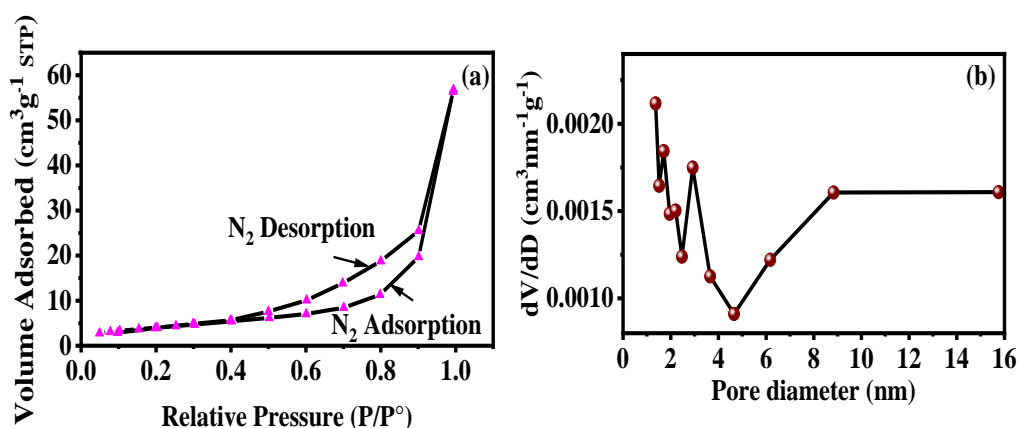 Volume Adsorbed (cm³g⁻¹ STP)
60
50
40
30
20
10
0
(a)
N₂ Desorption
N₂ Adsorption
0.0 0.2 0.4 0.6 0.8 1.0
Relative Pressure (P/P°)
dV/dD (cm³nm⁻¹g⁻¹)
0.0020
0.0015
0.0010
(b)
0 2 4 6 8 10 12 14 16
Pore diameter (nm)